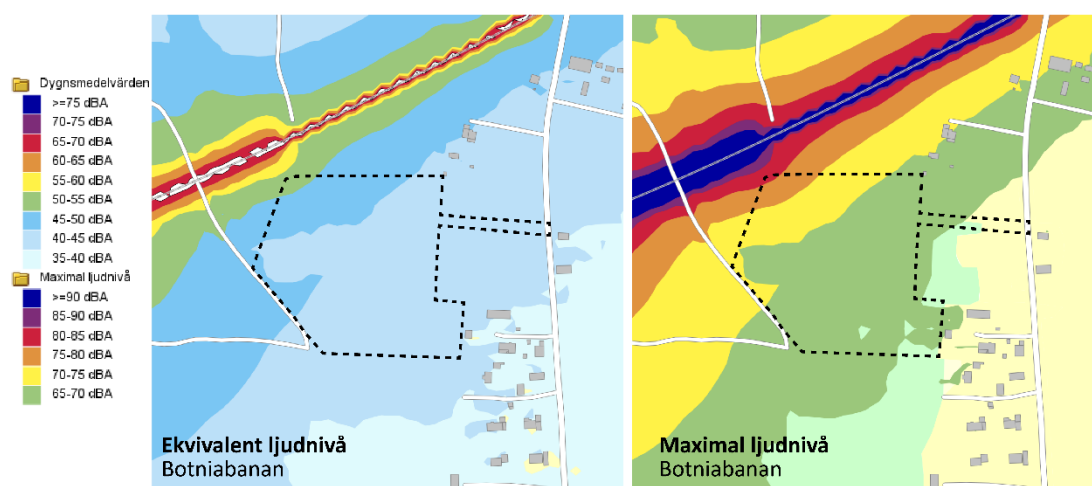 Dygnsmedelvärden
>=75 dBA
70-75 dBA
65-70 dBA
60-65 dBA
55-60 dBA
50-55 dBA
45-50 dBA
40-45 dBA
35-40 dBA
Maximal ljudnivå
>=90 dBA
85-90 dBA
80-85 dBA
75-80 dBA
70-75 dBA
65-70 dBA
Ekvivalent ljudnivå
Botniabanan
Maximal ljudnivå
Botniabanan